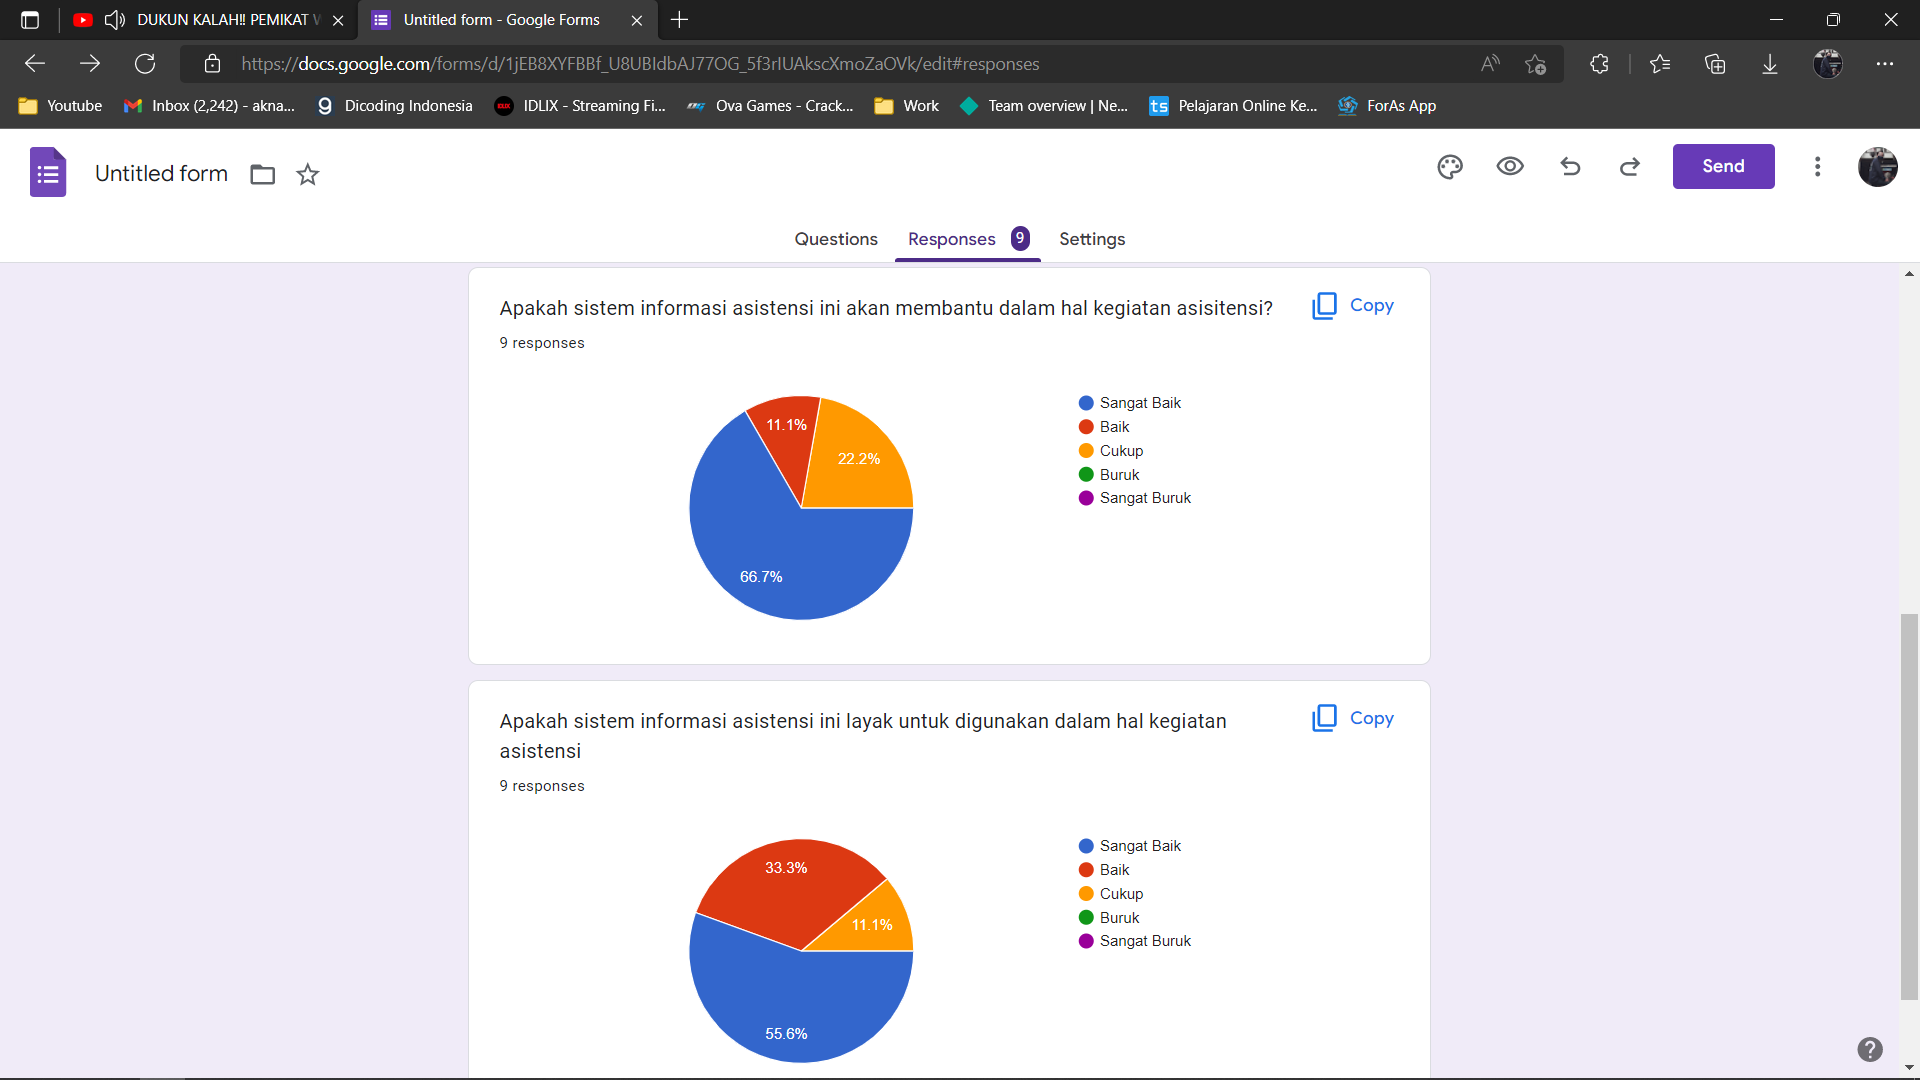 DUKUN KALAH!! PEMIKAT
Untitled form - Google Forms
https://docs.google.com/forms/d/1jEB8XYFBBf_U8UBIdbAJ77OG_5f3rIUAkscXmoZaOVk/edit#responses
Youtube
Inbox (2,242) - akna...
Dicoding Indonesia
IDLIX - Streaming Fi...
Ova Games - Crack...
Work
Team overview | Ne...
ts
Pelajaran Online Ke...
ForAs App
Untitled form
Send
Questions
Responses 9
Settings
Apakah sistem informasi asistensi ini akan membantu dalam hal kegiatan asisitensi?
Copy
9 responses
11.1%
22.2%
66.7%
Sangat Baik
Baik
Cukup
Buruk
Sangat Buruk
Apakah sistem informasi asistensi ini layak untuk digunakan dalam hal kegiatan
asistensi
Copy
9 responses
33.3%
11.1%
55.6%
Sangat Baik
Baik
Cukup
Buruk
Sangat Buruk